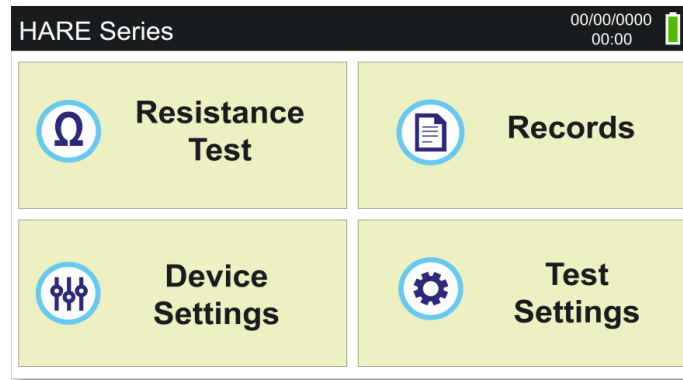 HARE Series
00/00/0000
00:00
Ω
Resistance
Test
Records
Device
Settings
Test
Settings